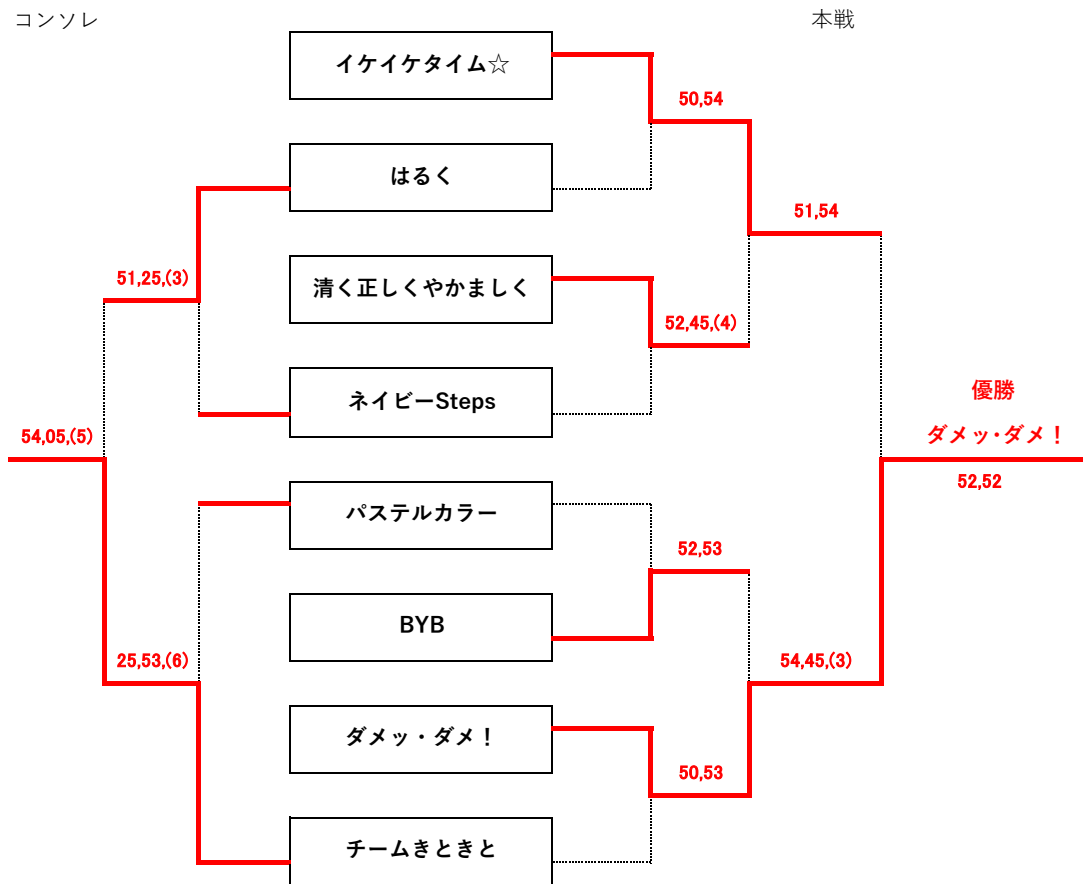 コンソレ
本戦
イケイケタイム☆
50,54
はるく
51,54
51,25,(3)
清く正しくやかましく
52,45,(4)
ネイビーSteps
優勝
54,05,(5)
ダメッ・ダメ！
52,52
パステルカラー
52,53
BYB
25,53,(6)
54,45,(3)
ダメッ・ダメ！
50,53
チームきときと